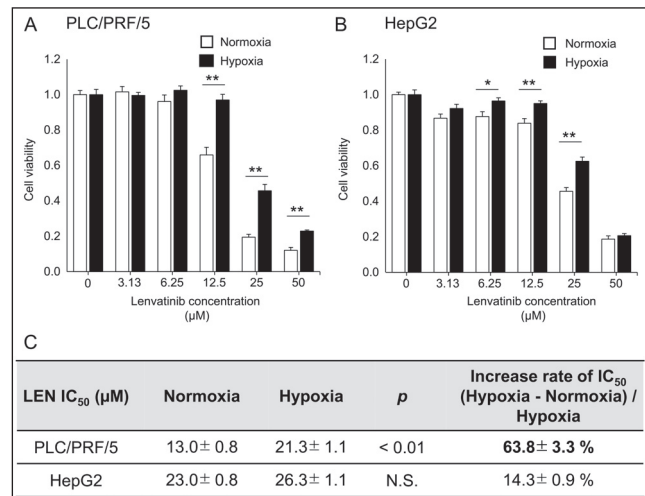 A PLC/PRF/5
Normoxia
Hypoxia
1.2
1.0
0.8
0.6
0.4
0.2
0.0
Cell viability
**
**
**
0 3.13 6.25 12.5 25 50
Lenvatinib concentration
(µM)
B HepG2
Normoxia
Hypoxia
1.2
1.0
0.8
0.6
0.4
0.2
0.0
Cell viability
*
**
**
0 3.13 6.25 12.5 25 50
Lenvatinib concentration
(µM)
C
LEN IC50 (µM) Normoxia Hypoxia p Increase rate of IC50
(Hypoxia - Normoxia) /
Hypoxia
PLC/PRF/5 13.0± 0.8 21.3± 1.1 < 0.01 63.8± 3.3 %
HepG2 23.0± 0.8 26.3± 1.1 N.S. 14.3± 0.9 %